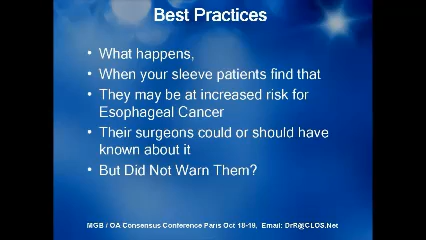 Best Practices
• What happens,
• When your sleeve patients find that
• They may be at increased risk for
Esophageal Cancer
• Their surgeons could or should have
known about it
• But Did Not Warn Them?
MGB / OA Consensus Conference Paris Oct 18-19, Email: DrR@CLOS.Net